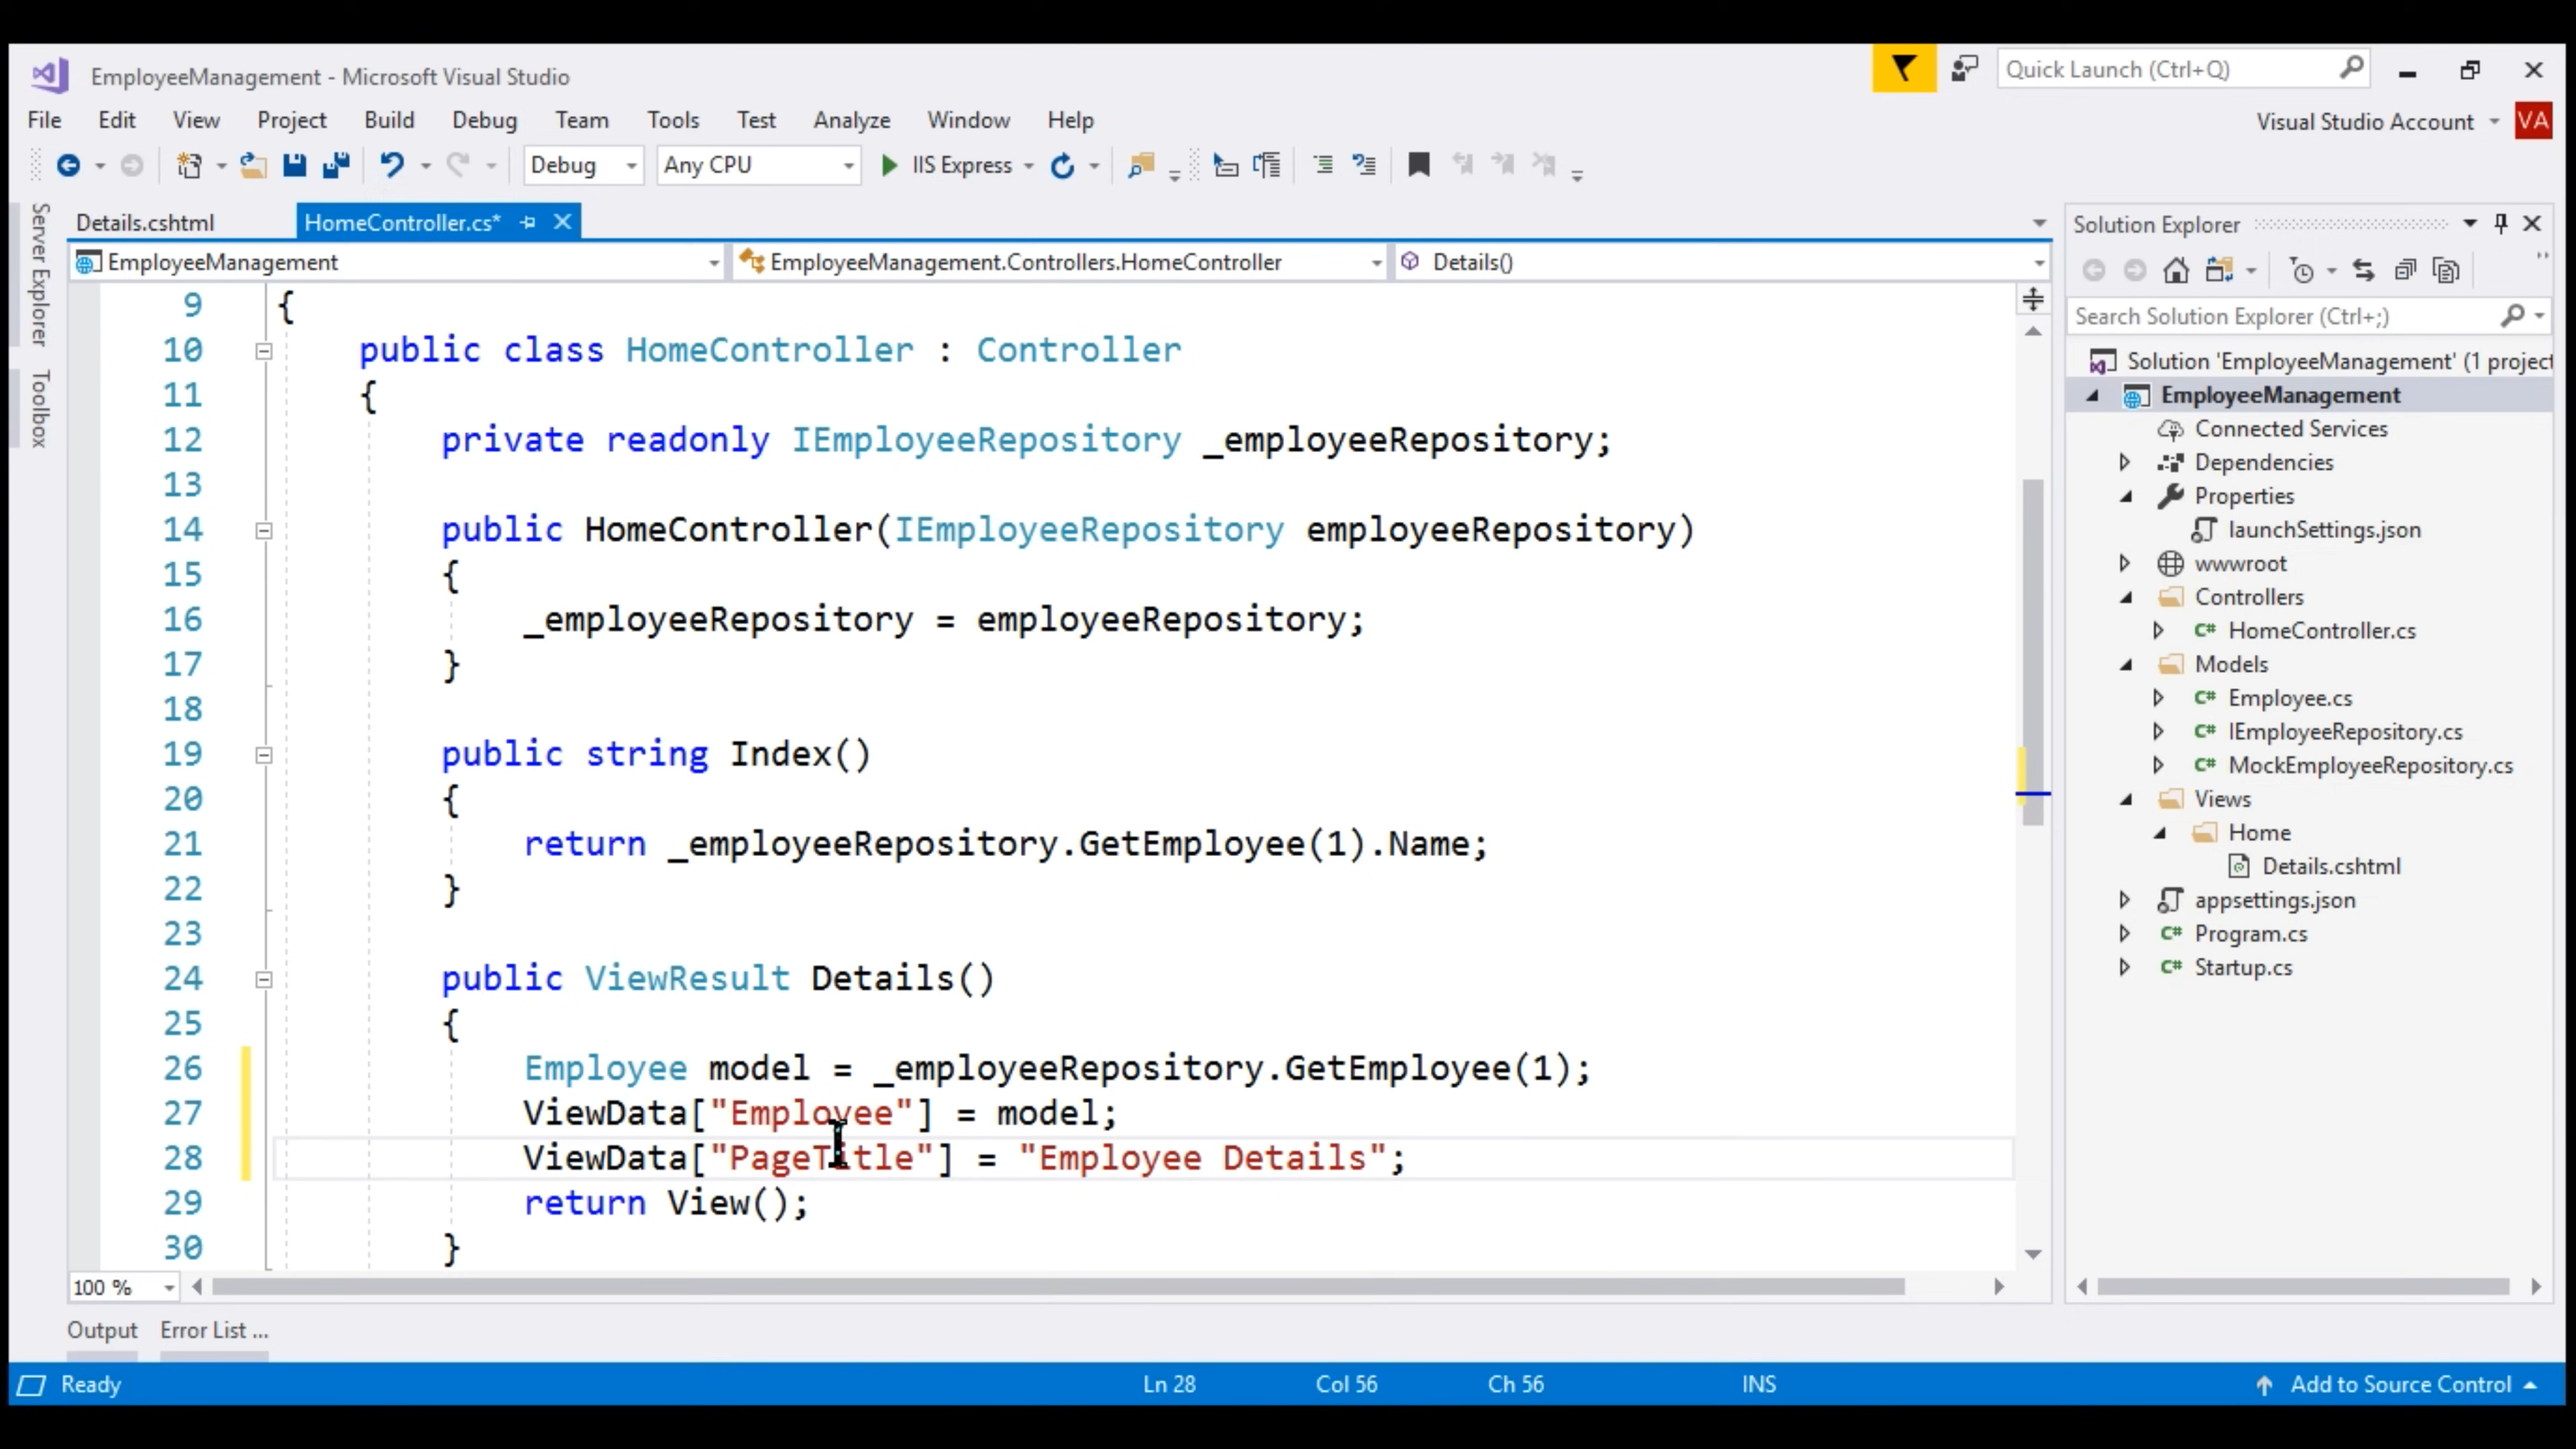 EmployeeManagement - Microsoft Visual Studio
Quick Launch (Ctrl+Q)
File Edit View Project Build Debug Team Tools Test Analyze Window Help
Visual Studio Account VA
Debug Any CPU IIS Express
Server Explorer
Toolbox
Details.cshtml HomeController.cs*
EmployeeManagement EmployeeManagement.Controllers.HomeController Details()
9 {
10 public class HomeController : Controller
11 {
12 private readonly IEmployeeRepository _employeeRepository;
13
14 public HomeController(IEmployeeRepository employeeRepository)
15 {
16 _employeeRepository = employeeRepository;
17 }
18
19 public string Index()
20 {
21 return _employeeRepository.GetEmployee(1).Name;
22 }
23
24 public ViewResult Details()
25 {
26 Employee model = _employeeRepository.GetEmployee(1);
27 ViewData["Employee"] = model;
28 ViewData["PageTitle"] = "Employee Details";
29 return View();
30 }
100 %
Output Error List ...
Ready Ln 28 Col 56 Ch 56 INS Add to Source Control
Solution Explorer
Search Solution Explorer (Ctrl+;)
Solution 'EmployeeManagement' (1 project
EmployeeManagement
Connected Services
Dependencies
Properties
launchSettings.json
wwwroot
Controllers
C# HomeController.cs
Models
C# Employee.cs
C# IEmployeeRepository.cs
C# MockEmployeeRepository.cs
Views
Home
Details.cshtml
appsettings.json
C# Program.cs
C# Startup.cs